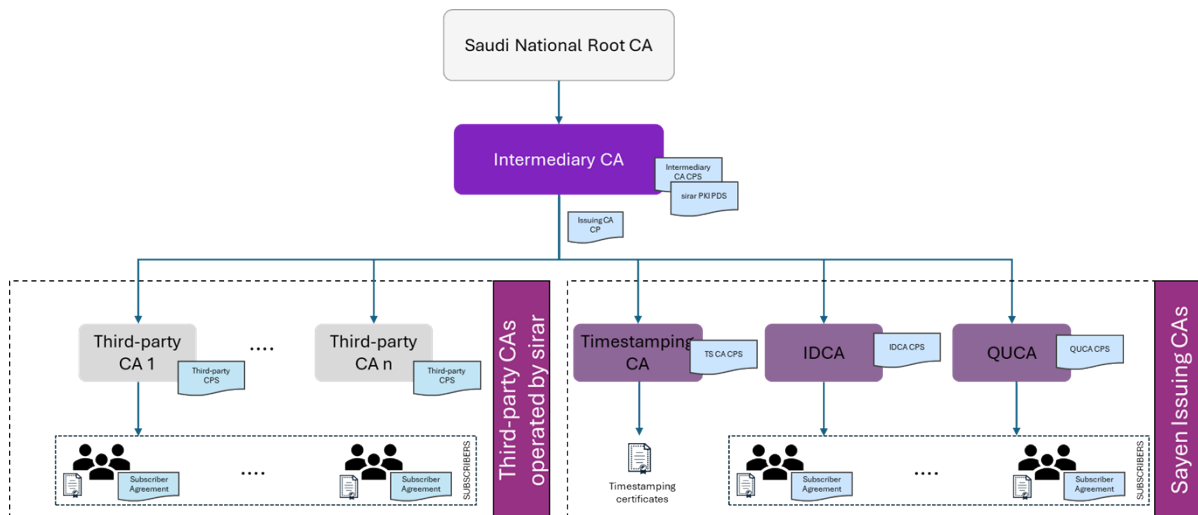 Saudi National Root CA
Intermediary CA
Intermediary
CA CPS
sirar PKI PDS
Issuing CA
CP
Third-party
CA 1
Third-party
CPS
....
Third-party
CA n
Third-party
CPS
Third-party CAs
operated by sirar
Timestamping
CA
TS CA CPS
IDCA
IDCA CPS
QUCA
QUCA CPS
Sayen Issuing CAs
Subscriber
Agreement
....
Subscriber
Agreement
SUBSCRIBERS
Timestamping
certificates
Subscriber
Agreement
....
Subscriber
Agreement
SUBSCRIBERS